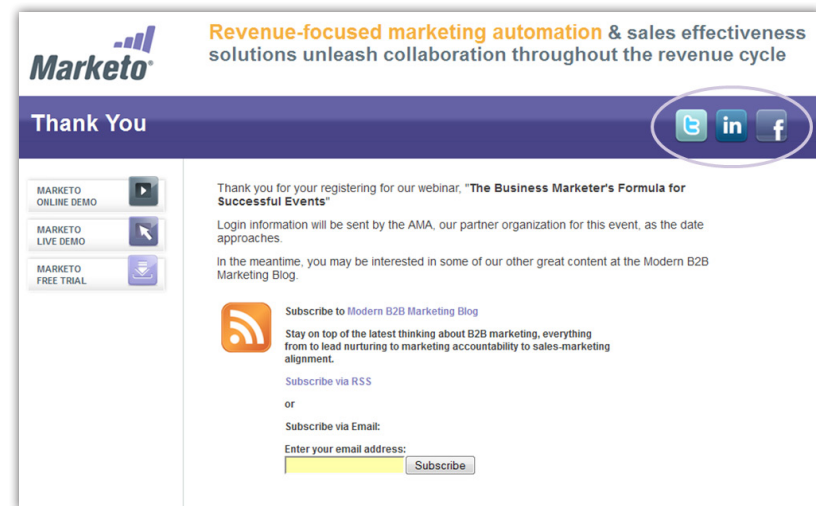 Marketo
Revenue-focused marketing automation & sales effectiveness
solutions unleash collaboration throughout the revenue cycle
Thank You
in f
MARKETO
ONLINE DEMO
MARKETO
LIVE DEMO
MARKETO
FREE TRIAL
Thank you for your registering for our webinar, "The Business Marketer's Formula for
Successful Events"
Login information will be sent by the AMA, our partner organization for this event, as the date
approaches.
In the meantime, you may be interested in some of our other great content at the Modern B2B
Marketing Blog.
Subscribe to Modern B2B Marketing Blog
Stay on top of the latest thinking about B2B marketing, everything
from to lead nurturing to marketing accountability to sales-marketing
alignment.
Subscribe via RSS
or
Subscribe via Email:
Enter your email address:
Subscribe